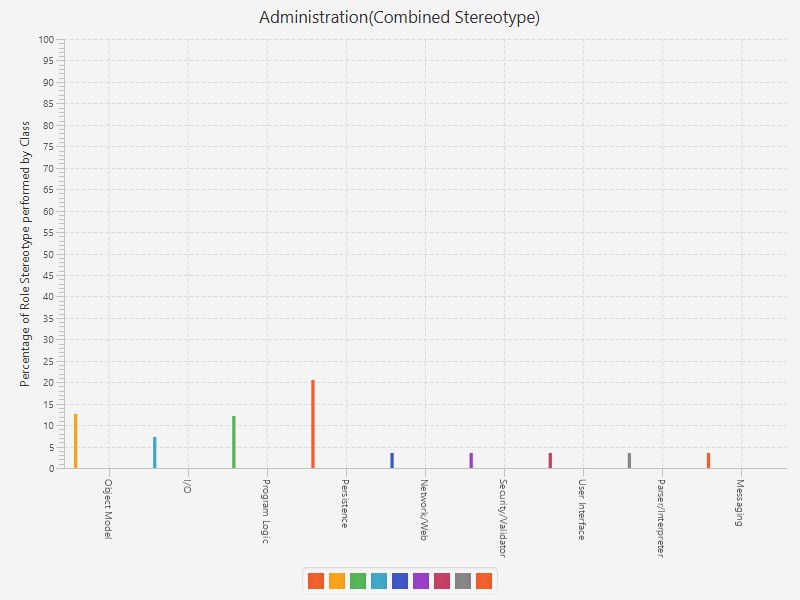 Administration(Combined Stereotype)
Percentage of Role Stereotype performed by Class
100
95
90
85
80
75
70
65
60
55
50
45
40
35
30
25
20
15
10
5
0
Object Model
I/O
Program Logic
Persistence
Network/Web
Security/Validator
User Interface
Parser/Interpreter
Messaging